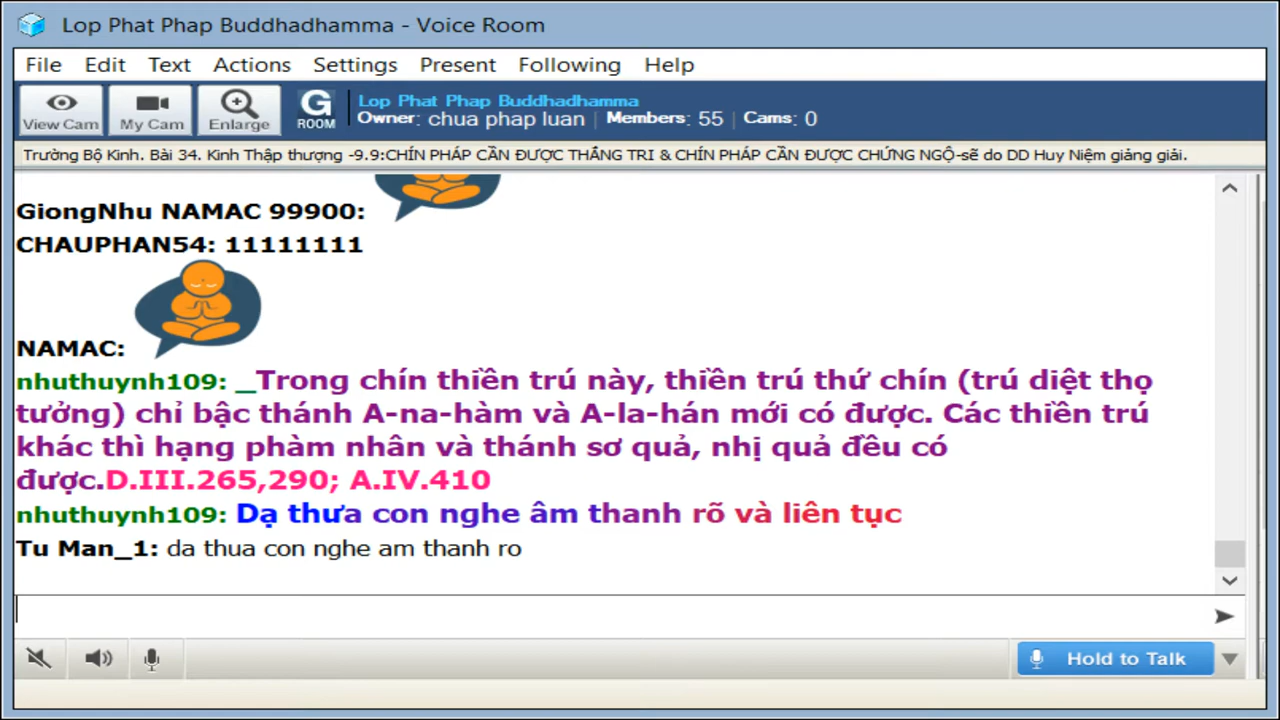 Lop Phat Phap Buddhadhamma - Voice Room
File Edit Text Actions Settings Present Following Help
View Cam My Cam Enlarge G ROOM Lop Phat Phap Buddhadhamma
Owner: chua phap luan | Members: 55 | Cams: 0
Trường Bộ Kinh. Bài 34. Kinh Thập thượng -9.9:CHÍN PHÁP CẦN ĐƯỢC THẮNG TRI & CHÍN PHÁP CẦN ĐƯỢC CHỨNG NGỘ-sẽ do DD Huy Niệm giảng giải.
GiongNhu NAMAC 99900:
CHAUPHAN54: 11111111
NAMAC:
nhuthuynh109: _Trong chín thiền trú này, thiền trú thứ chín (trú diệt thọ
tưởng) chỉ bậc thánh A-na-hàm và A-la-hán mới có được. Các thiền trú
khác thì hạng phàm nhân và thánh sơ quả, nhị quả đều có
được.D.III.265,290; A.IV.410
nhuthuynh109: Dạ thưa con nghe âm thanh rõ và liên tục
Tu Man_1: da thua con nghe am thanh ro
Hold to Talk